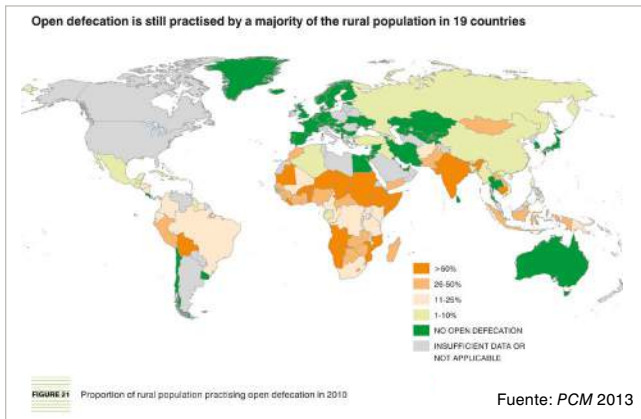 Open defecation is still practised by a majority of the rural population in 19 countries
>50%
26-50%
11-25%
1-10%
NO OPEN DEFECATION
INSUFFICIENT DATA OR
NOT APPLICABLE
FIGURE 21 Proportion of rural population practising open defecation in 2010
Fuente: PCM 2013